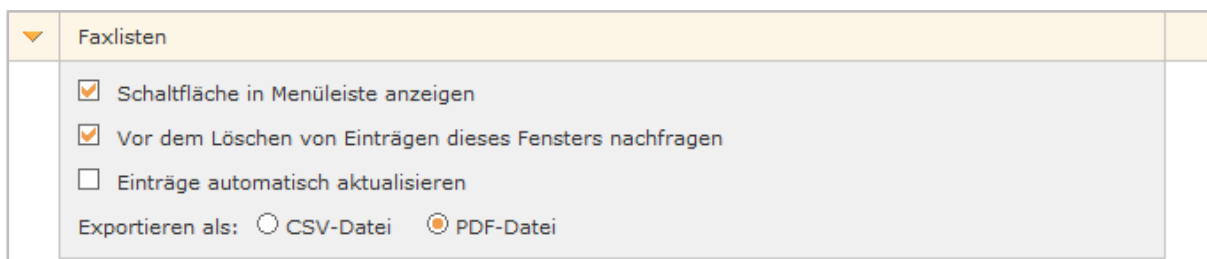 Faxlisten
Schaltfläche in Menüleiste anzeigen
Vor dem Löschen von Einträgen dieses Fensters nachfragen
Einträge automatisch aktualisieren
Exportieren als: CSV-Datei PDF-Datei